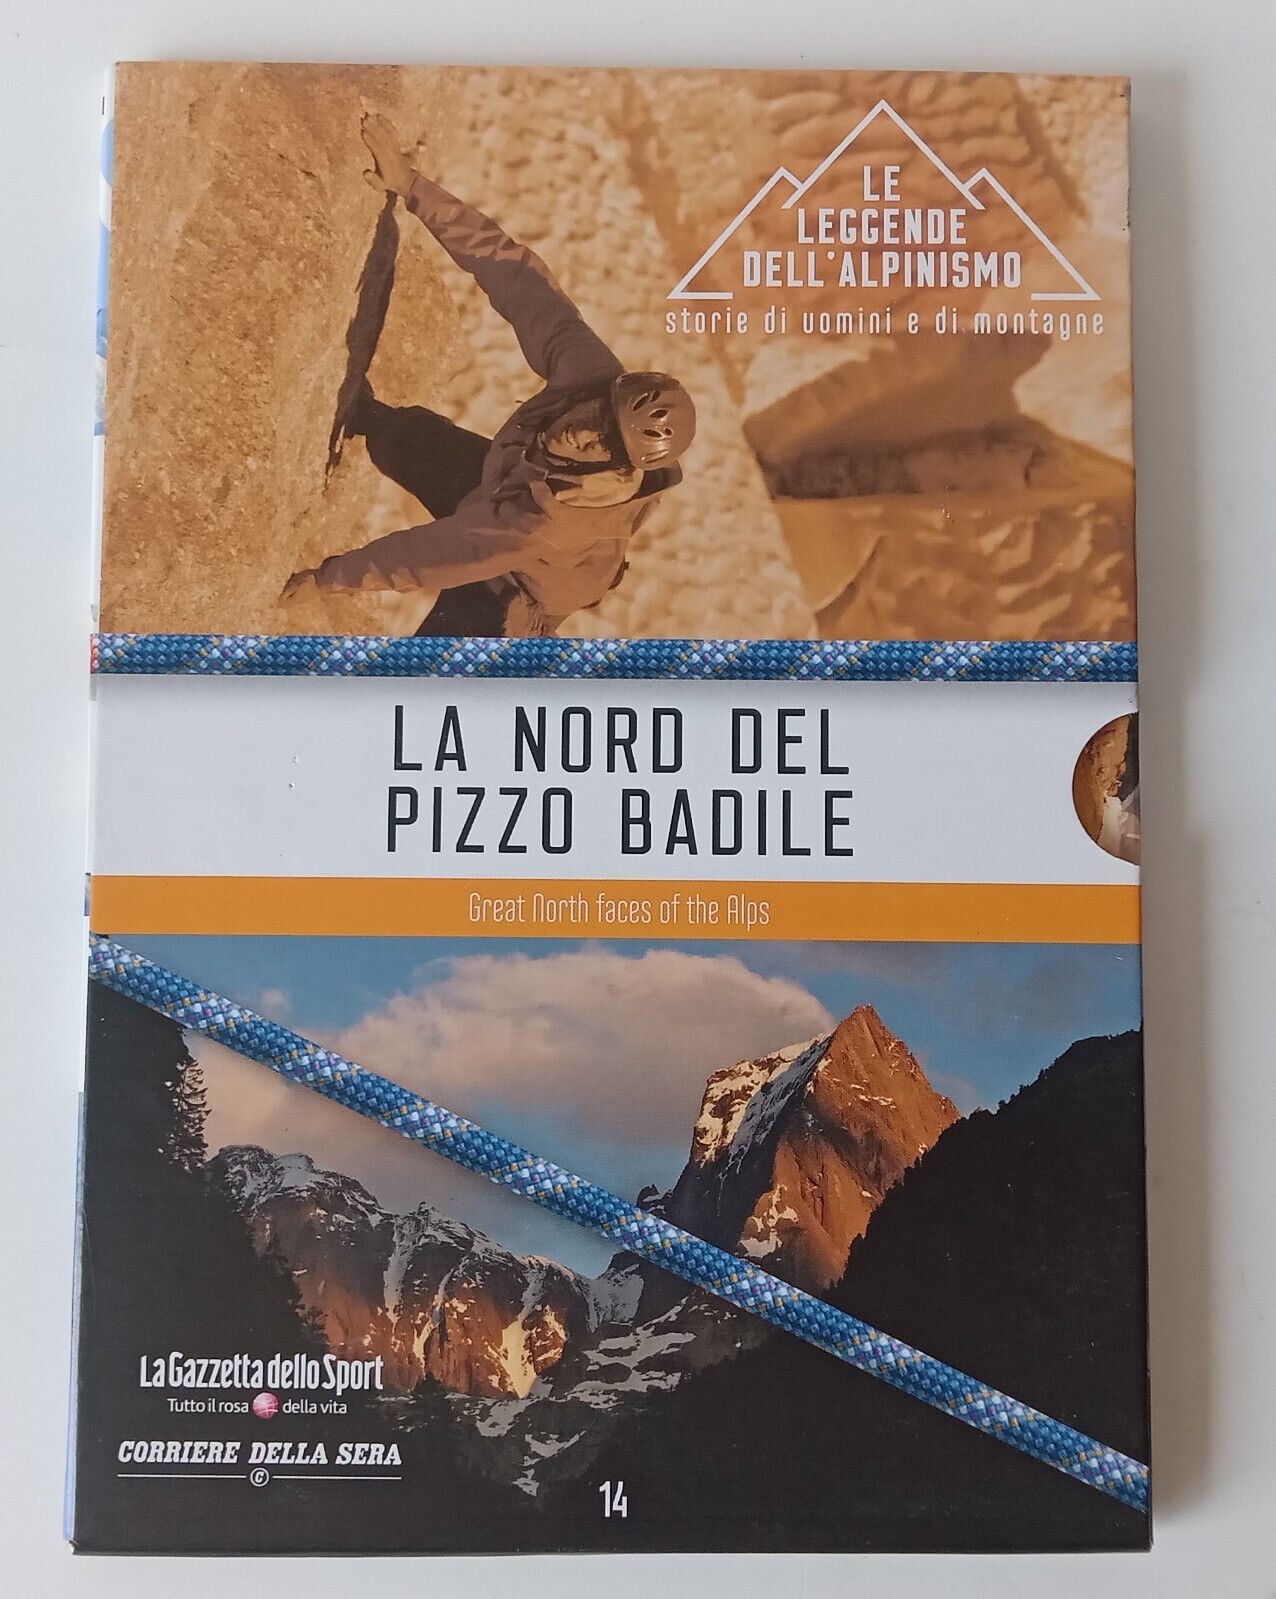 LE
LEGGENDE
DELL'ALPINISMO
storie di uomini e di montagne
LA NORD DEL
PIZZO BADILE
Great North faces of the Alps
La Gazzetta dello Sport
Tutto il rosa della vita
CORRIERE DELLA SERA
C
14